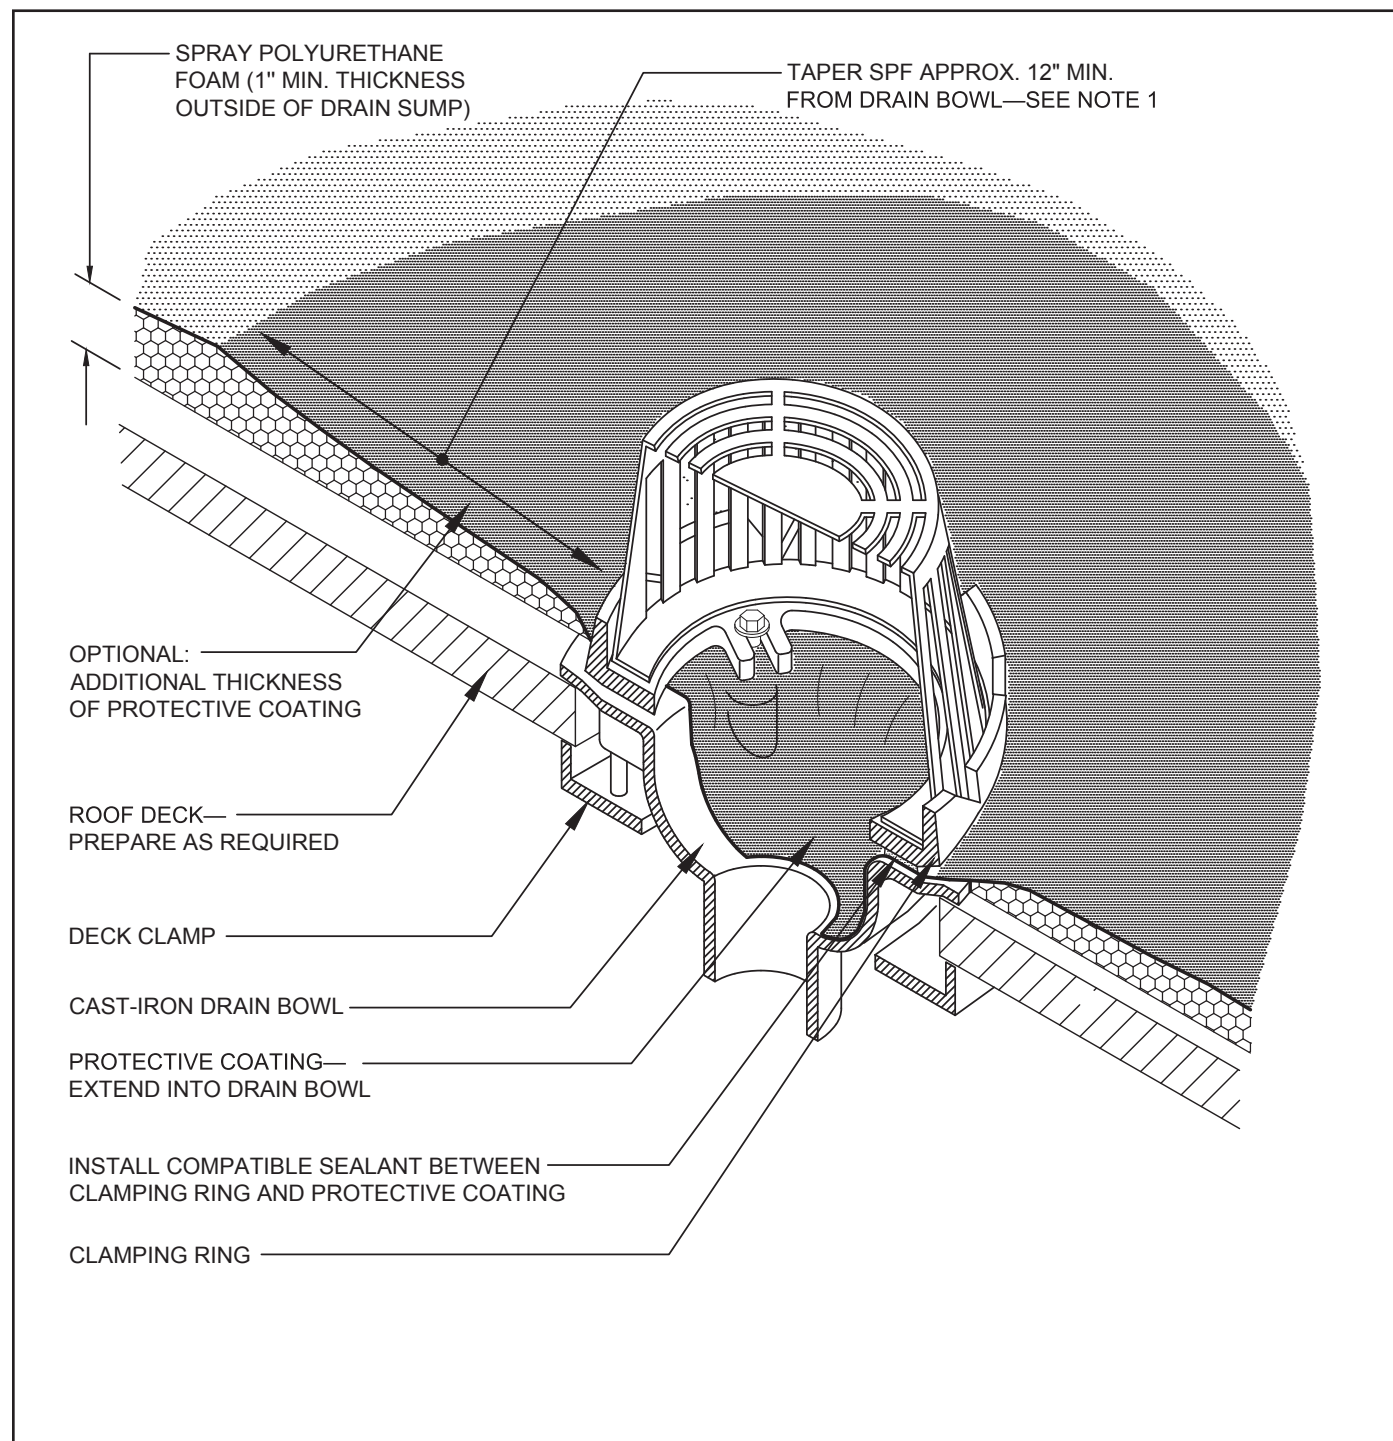 SPRAY POLYURETHANE
FOAM (1" MIN. THICKNESS
OUTSIDE OF DRAIN SUMP)
TAPER SPF APPROX. 12" MIN.
FROM DRAIN BOWL—SEE NOTE 1
OPTIONAL:
ADDITIONAL THICKNESS
OF PROTECTIVE COATING
ROOF DECK—
PREPARE AS REQUIRED
DECK CLAMP
CAST-IRON DRAIN BOWL
PROTECTIVE COATING—
EXTEND INTO DRAIN BOWL
INSTALL COMPATIBLE SEALANT BETWEEN
CLAMPING RING AND PROTECTIVE COATING
CLAMPING RING